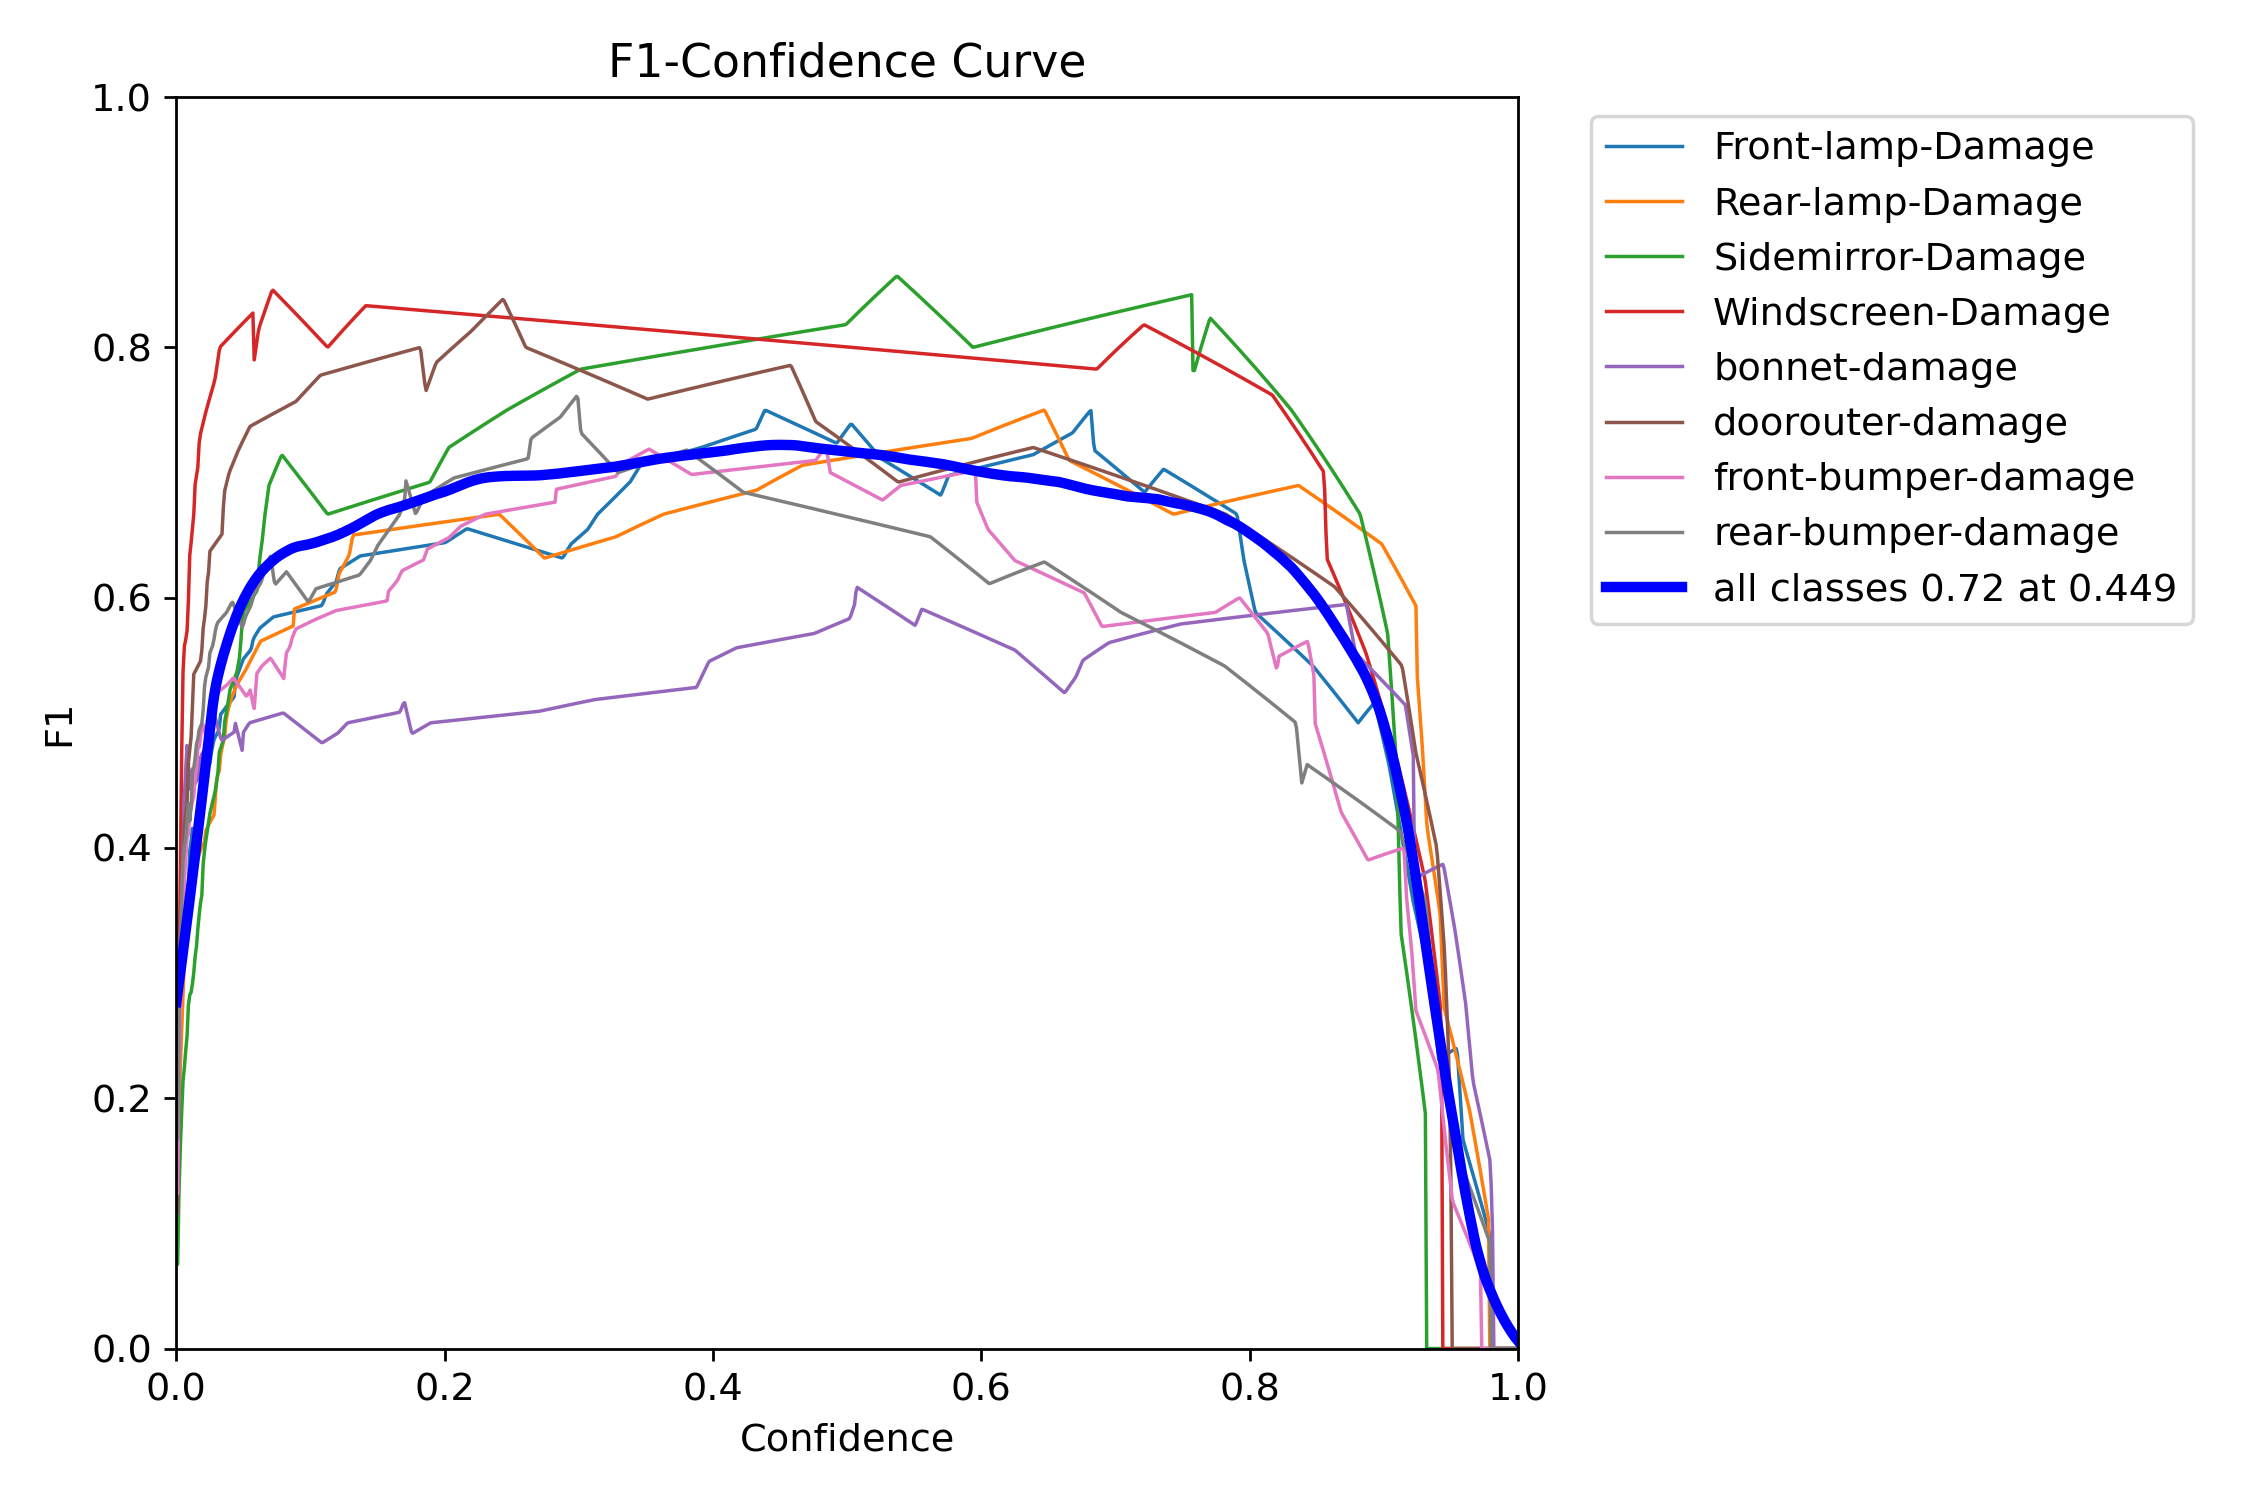 F1-Confidence Curve
1.0
0.8
0.6
0.4
0.2
0.0
F1
0.0 0.2 0.4 0.6 0.8 1.0
Confidence
Front-lamp-Damage
Rear-lamp-Damage
Sidemirror-Damage
Windscreen-Damage
bonnet-damage
doorouter-damage
front-bumper-damage
rear-bumper-damage
all classes 0.72 at 0.449